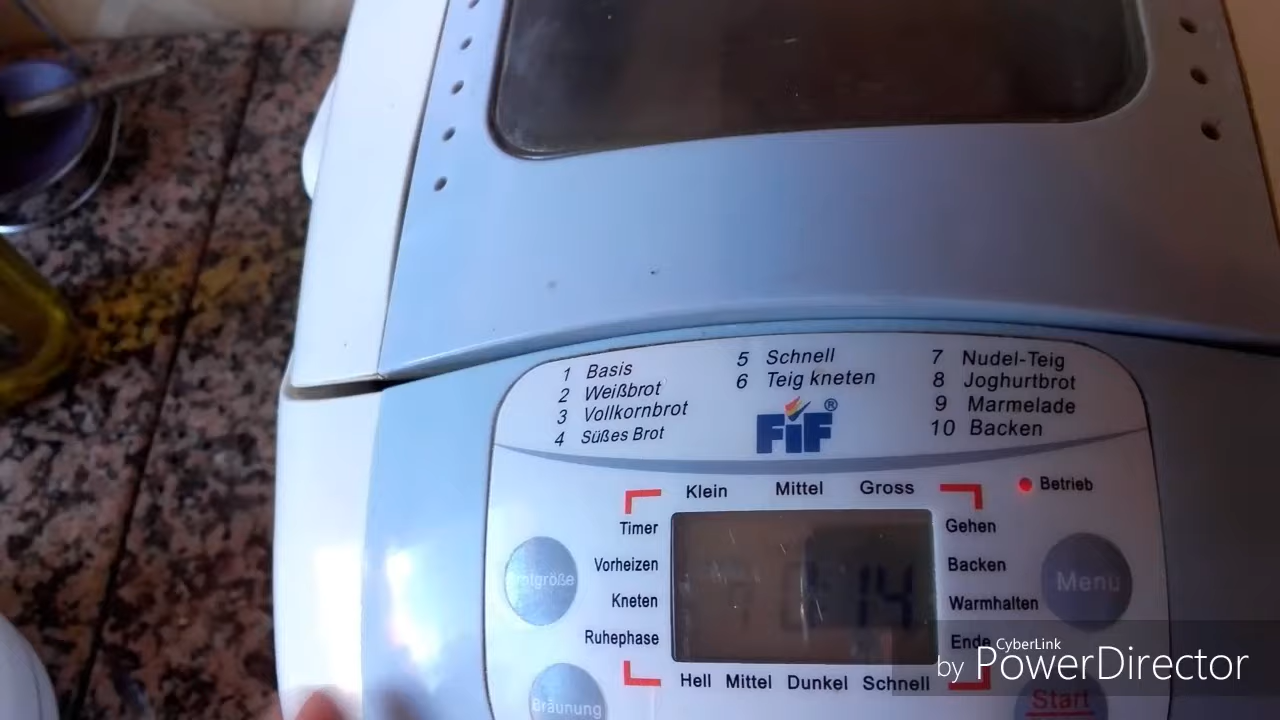 1 Basis
2 Weißbrot
3 Vollkornbrot
4 Süßes Brot
5 Schnell
6 Teig kneten
7 Nudel-Teig
8 Joghurtbrot
9 Marmelade
10 Backen
FiF®
Klein Mittel Gross
Betrieb
Timer
Vorheizen
Kneten
Ruhephase
Gehen
Backen
Warmhalten
Ende
Brotgröße
Menü
14
Hell Mittel Dunkel Schnell
Bräunung
Start
CyberLink
by PowerDirector